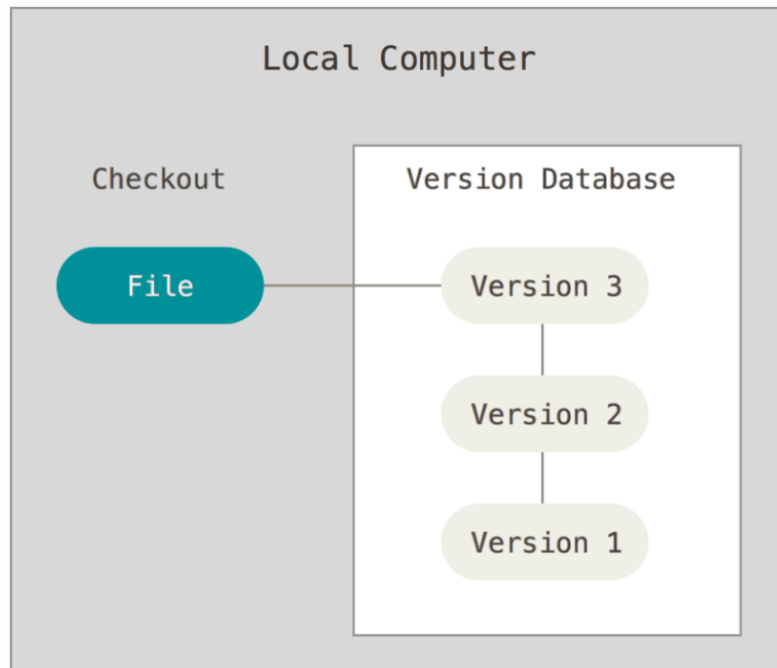 Local Computer
Checkout
Version Database
File
Version 3
Version 2
Version 1